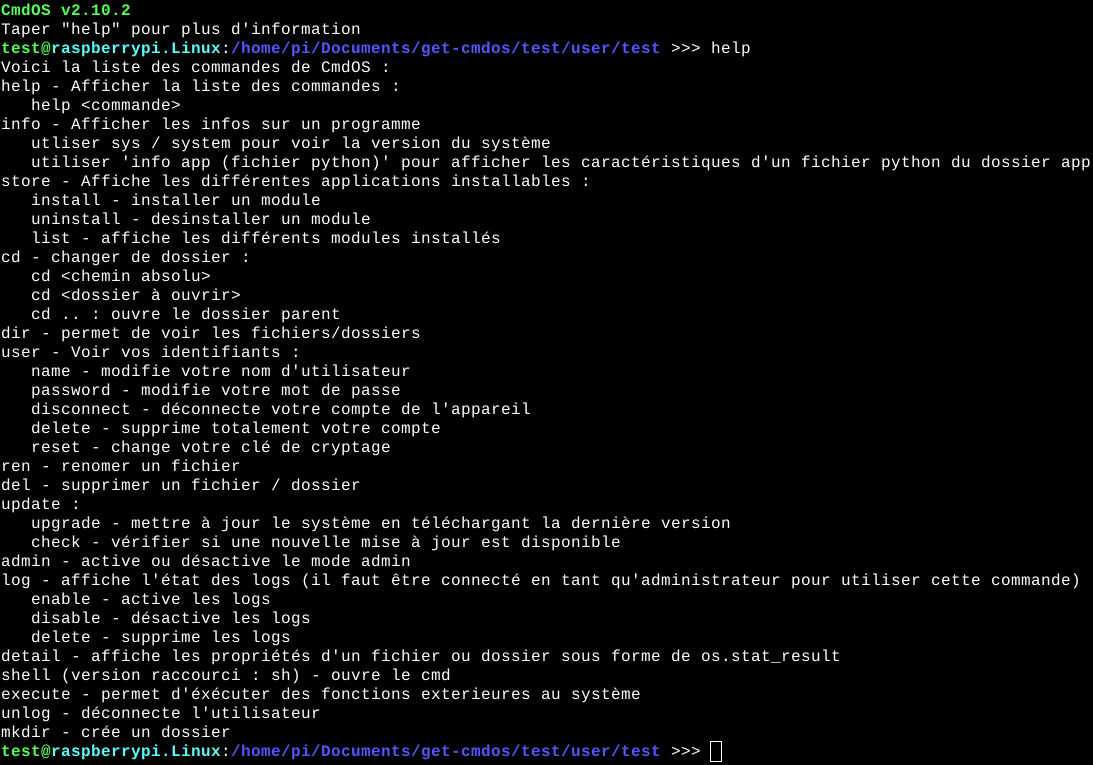 CmdOS v2.10.2
Taper "help" pour plus d'information
test@raspberrypi.Linux:/home/pi/Documents/get-cmdos/test/user/test >>> help
Voici la liste des commandes de CmdOS :
help - Afficher la liste des commandes :
   help <commande>
info - Afficher les infos sur un programme
   utliser sys / system pour voir la version du système
   utiliser 'info app (fichier python)' pour afficher les caractéristiques d'un fichier python du dossier app
store - Affiche les différentes applications installables :
   install - installer un module
   uninstall - desinstaller un module
   list - affiche les différents modules installés
cd - changer de dossier :
   cd <chemin absolu>
   cd <dossier à ouvrir>
   cd .. : ouvre le dossier parent
dir - permet de voir les fichiers/dossiers
user - Voir vos identifiants :
   name - modifie votre nom d'utilisateur
   password - modifie votre mot de passe
   disconnect - déconnecte votre compte de l'appareil
   delete - supprime totalement votre compte
   reset - change votre clé de cryptage
ren - renomer un fichier
del - supprimer un fichier / dossier
update :
   upgrade - mettre à jour le système en téléchargant la dernière version
   check - vérifier si une nouvelle mise à jour est disponible
admin - active ou désactive le mode admin
log - affiche l'état des logs (il faut être connecté en tant qu'administrateur pour utiliser cette commande)
   enable - active les logs
   disable - désactive les logs
   delete - supprime les logs
detail - affiche les propriétés d'un fichier ou dossier sous forme de os.stat_result
shell (version raccourci : sh) - ouvre le cmd
execute - permet d'éxécuter des fonctions exterieures au système
unlog - déconnecte l'utilisateur
mkdir - crée un dossier
test@raspberrypi.Linux:/home/pi/Documents/get-cmdos/test/user/test >>>